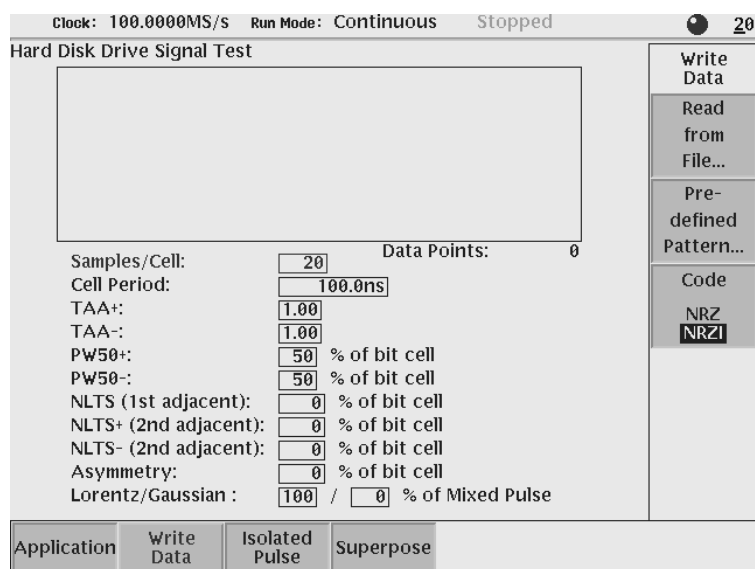 Clock: 100.0000MS/s Run Mode: Continuous Stopped 20
Hard Disk Drive Signal Test
Data Points: 0
Samples/Cell: 20
Cell Period: 100.0ns
TAA+: 1.00
TAA-: 1.00
PW50+: 50 % of bit cell
PW50-: 50 % of bit cell
NLTS (1st adjacent): 0 % of bit cell
NLTS+ (2nd adjacent): 0 % of bit cell
NLTS- (2nd adjacent): 0 % of bit cell
Asymmetry: 0 % of bit cell
Lorentz/Gaussian : 100 / 0 % of Mixed Pulse
Write
Data
Read
from
File...
Pre-
defined
Pattern...
Code
NRZ
NRZI
Application
Write
Data
Isolated
Pulse
Superpose